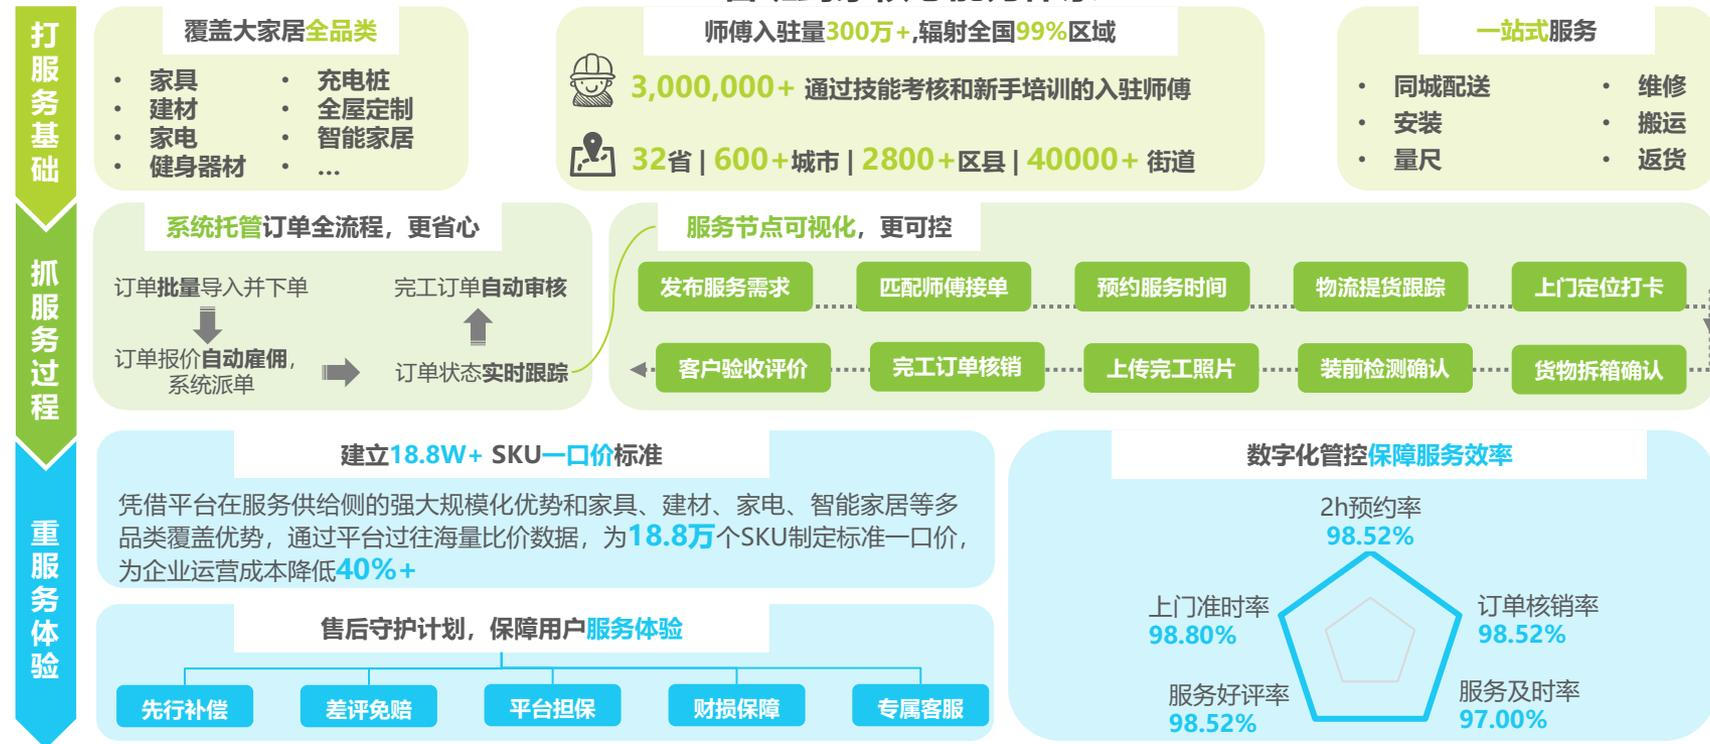 打服务基础
覆盖大家居全品类
• 家具
• 建材
• 家电
• 健身器材
• 充电桩
• 全屋定制
• 智能家居
• ...
师傅入驻量300万+,辐射全国99%区域
3,000,000+ 通过技能考核和新手培训的入驻师傅
32省 | 600+城市 | 2800+区县 | 40000+ 街道
一站式服务
• 同城配送
• 安装
• 量尺
• 维修
• 搬运
• 返货
抓服务过程
系统托管订单全流程，更省心
订单批量导入并下单
订单报价自动雇佣，
系统派单
订单状态实时跟踪
完工订单自动审核
服务节点可视化，更可控
发布服务需求
匹配师傅接单
预约服务时间
物流提货跟踪
上门定位打卡
货物拆箱确认
装前检测确认
上传完工照片
完工订单核销
客户验收评价
重服务体验
建立18.8W+ SKU一口价标准
凭借平台在服务供给侧的强大规模化优势和家具、建材、家电、智能家居等多
品类覆盖优势，通过平台过往海量比价数据，为18.8万个SKU制定标准一口价，
为企业运营成本降低40%+
售后守护计划，保障用户服务体验
先行补偿
差评免赔
平台担保
财损保障
专属客服
数字化管控保障服务效率
2h预约率
98.52%
上门准时率
98.80%
订单核销率
98.52%
服务好评率
98.52%
服务及时率
97.00%